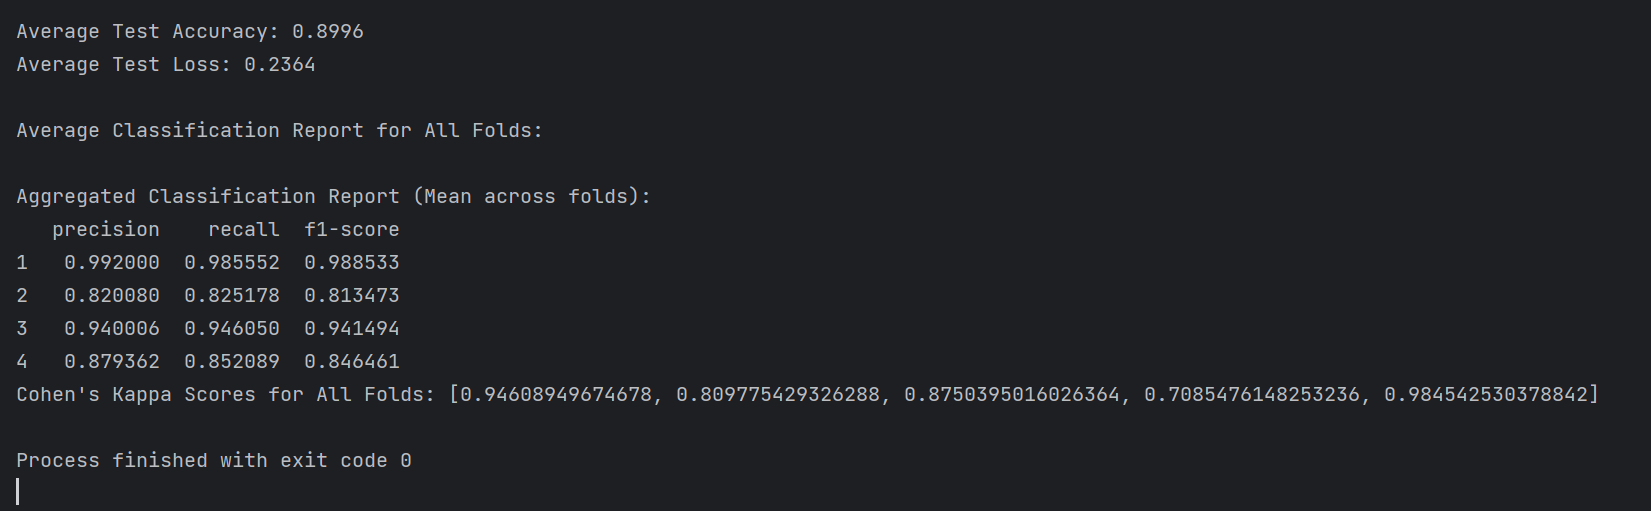 Average Test Accuracy: 0.8996
Average Test Loss: 0.2364
Average Classification Report for All Folds:
Aggregated Classification Report (Mean across folds):
precision recall f1-score
1 0.992000 0.985552 0.988533
2 0.820080 0.825178 0.813473
3 0.940006 0.946050 0.941494
4 0.879362 0.852089 0.846461
Cohen's Kappa Scores for All Folds: [0.94608949674678, 0.809775429326288, 0.8750395016026364, 0.7085476148253236, 0.984542530378842]
Process finished with exit code 0